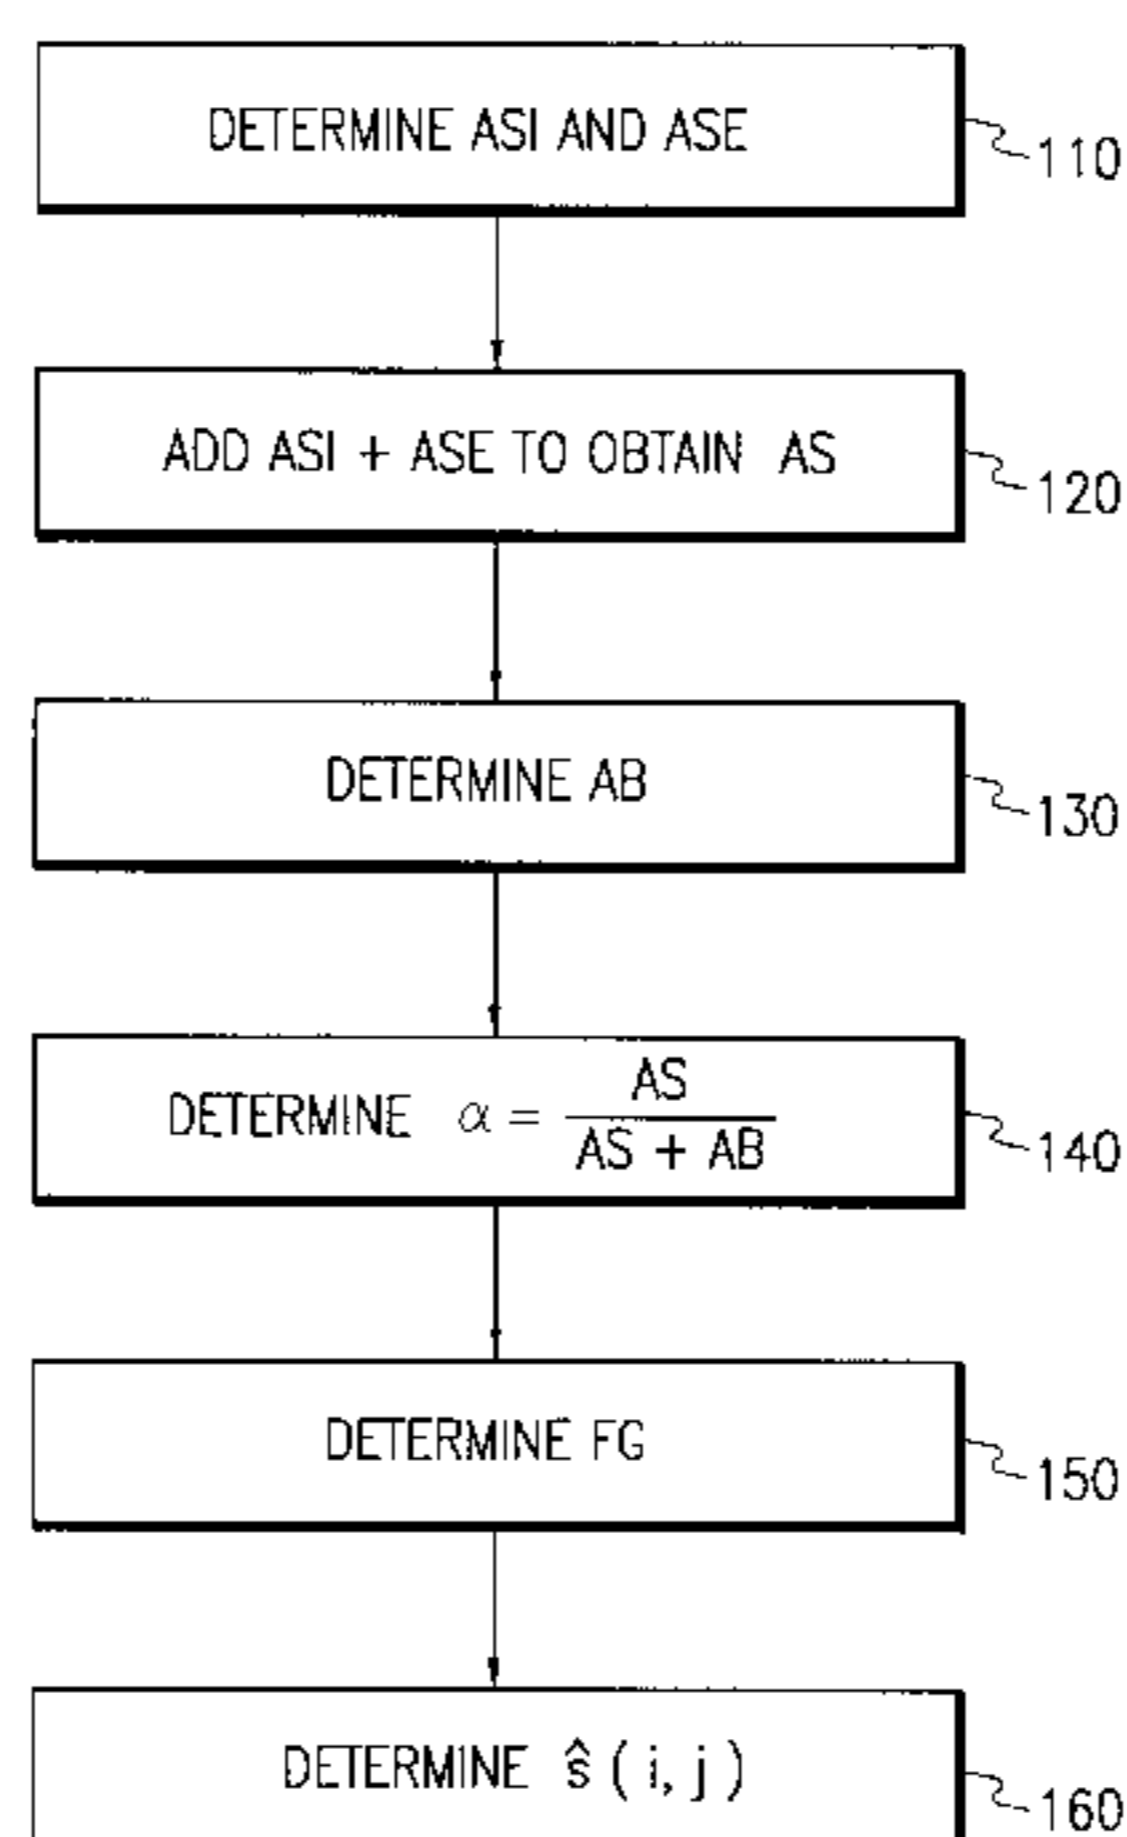 DETERMINE ASI AND ASE
110
ADD ASI + ASE TO OBTAIN AS
120
DETERMINE AB
130
DETERMINE α = AS / AS + AB
140
DETERMINE FG
150
DETERMINE ŝ ( i, j )
160